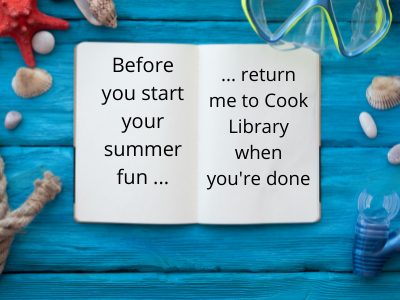 Before
you start
your
summer
fun ...
... return
me to Cook
Library
when
you're done